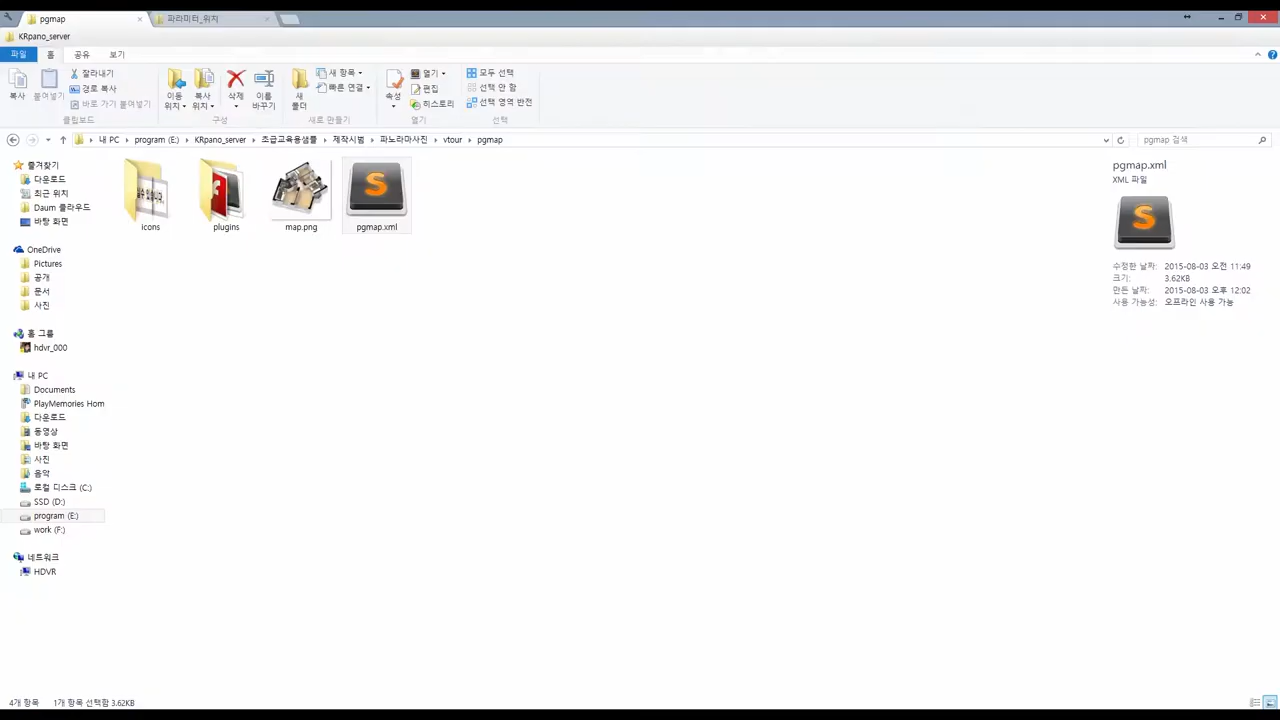 pgmap
파라미터_위치
KRpano_server
파일
홈
공유
보기
복사
붙여넣기
잘라내기
경로 복사
바로 가기 붙여넣기
클립보드
이동 위치
복사 위치
삭제
이름 바꾸기
구성
새 폴더
새 항목
빠른 연결
새로 만들기
속성
열기
편집
히스토리
열기
모두 선택
선택 안 함
선택 영역 반전
선택
내 PC
program (E:)
KRpano_server
초급교육용샘플
제작시범
파노라마사진
vtour
pgmap
pgmap 검색
즐겨찾기
다운로드
최근 위치
Daum 클라우드
바탕 화면
OneDrive
Pictures
공개
문서
사진
홈 그룹
hdvr_000
내 PC
Documents
PlayMemories Hom
다운로드
동영상
바탕 화면
사진
음악
로컬 디스크 (C:)
SSD (D:)
program (E:)
work (F:)
네트워크
HDVR
icons
plugins
map.png
pgmap.xml
pgmap.xml
XML 파일
수정한 날짜: 2015-08-03 오전 11:49
크기: 3.62KB
만든 날짜: 2015-08-03 오후 12:02
사용 가능성: 오프라인 사용 가능
4개 항목
1개 항목 선택함 3.62KB